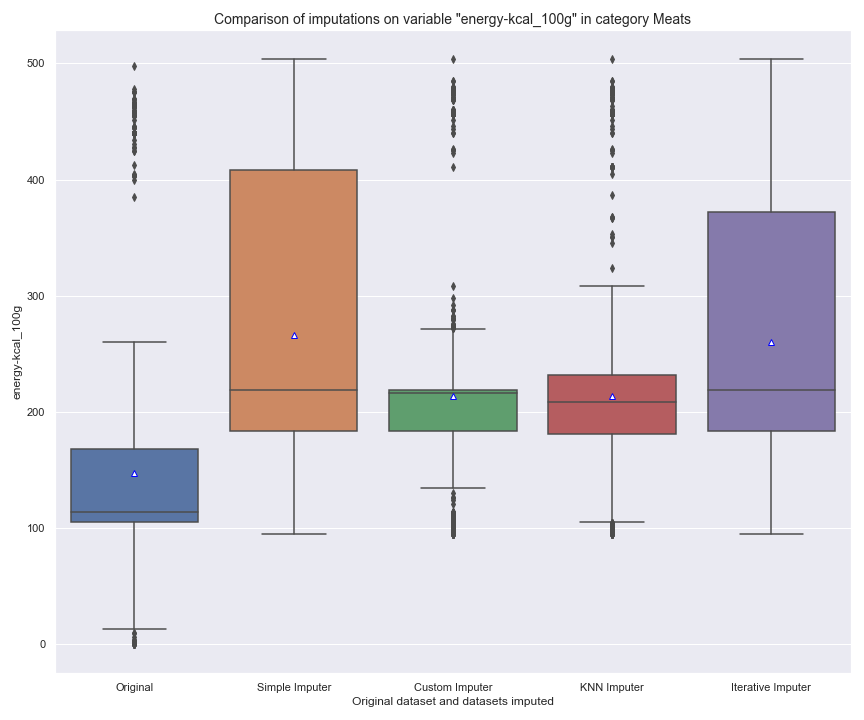 Comparison of imputations on variable "energy-kcal_100g" in category Meats
500
400
300
200
100
0
energy-kcal_100g
Original Simple Imputer Custom Imputer KNN Imputer Iterative Imputer
Original dataset and datasets imputed